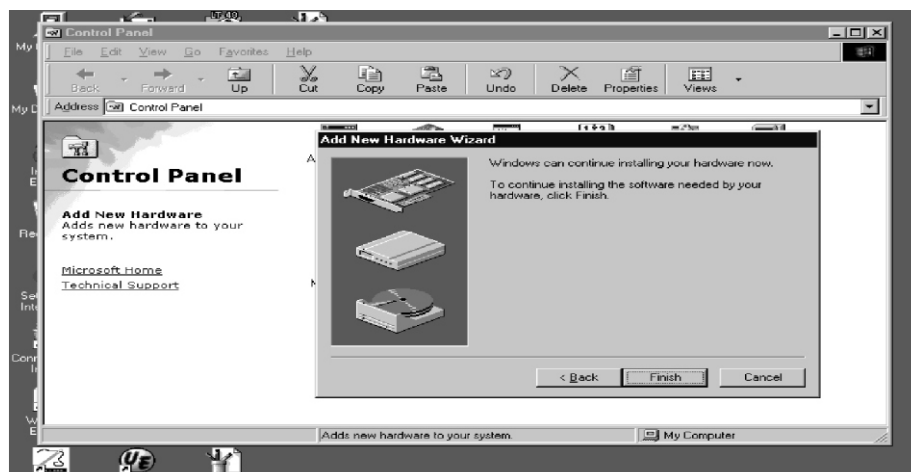 Control Panel
File Edit View Go Favorites Help
Back Forward Up Cut Copy Paste Undo Delete Properties Views
Address Control Panel
Add New Hardware Wizard
Windows can continue installing your hardware now.
To continue installing the software needed by your
hardware, click Finish.
< Back Finish Cancel
Control Panel
Add New Hardware
Adds new hardware to your
system.
Microsoft Home
Technical Support
Adds new hardware to your system.
My Computer